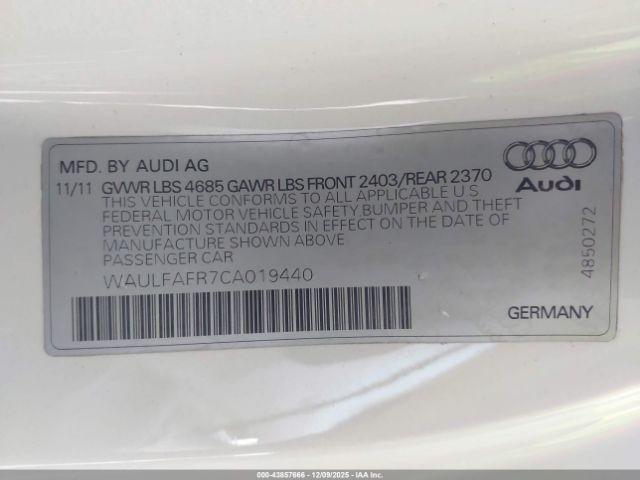 MFD. BY AUDI AG
11/11 GVWR LBS 4685 GAWR LBS FRONT 2403/REAR 2370
THIS VEHICLE CONFORMS TO ALL APPLICABLE U.S.
FEDERAL MOTOR VEHICLE SAFETY,BUMPER AND THEFT
PREVENTION STANDARDS IN EFFECT ON THE DATE OF
MANUFACTURE SHOWN ABOVE
PASSENGER CAR
WAULFAFR7CA019440
Audi
4850272
GERMANY
000-43857666 - 12/09/2025 - IAAI.COM